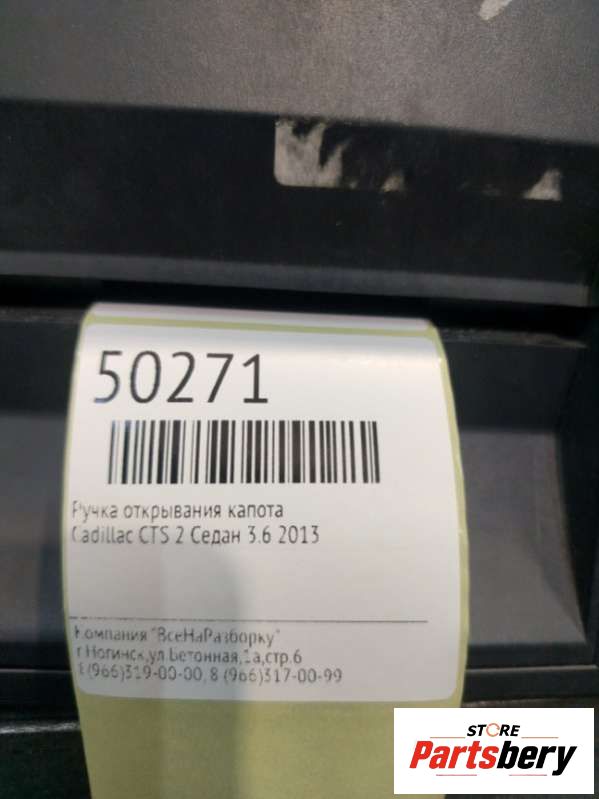 50271
Ручка открывания капота
Cadillac CTS 2 Седан 3.6 2013
Компания "ВсеНаРазборку"
г.Ногинск,ул.Бетонная,1а,стр.6
8(966)319-00-00, 8 (966)317-00-99
STORE
Partsbery